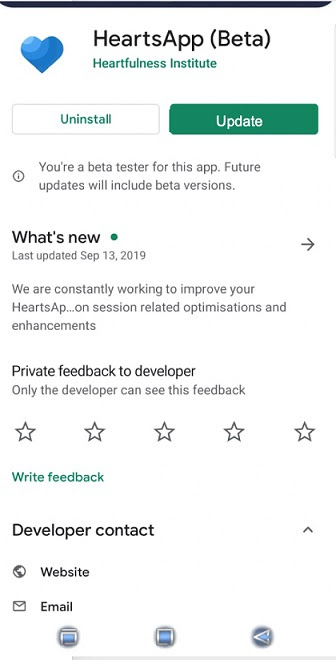 HeartsApp (Beta)
Heartfulness Institute
Uninstall
Update
You're a beta tester for this app. Future
updates will include beta versions.
What's new
Last updated Sep 13, 2019
We are constantly working to improve your
HeartsAp...on session related optimisations and
enhancements
Private feedback to developer
Only the developer can see this feedback
Write feedback
Developer contact
Website
Email